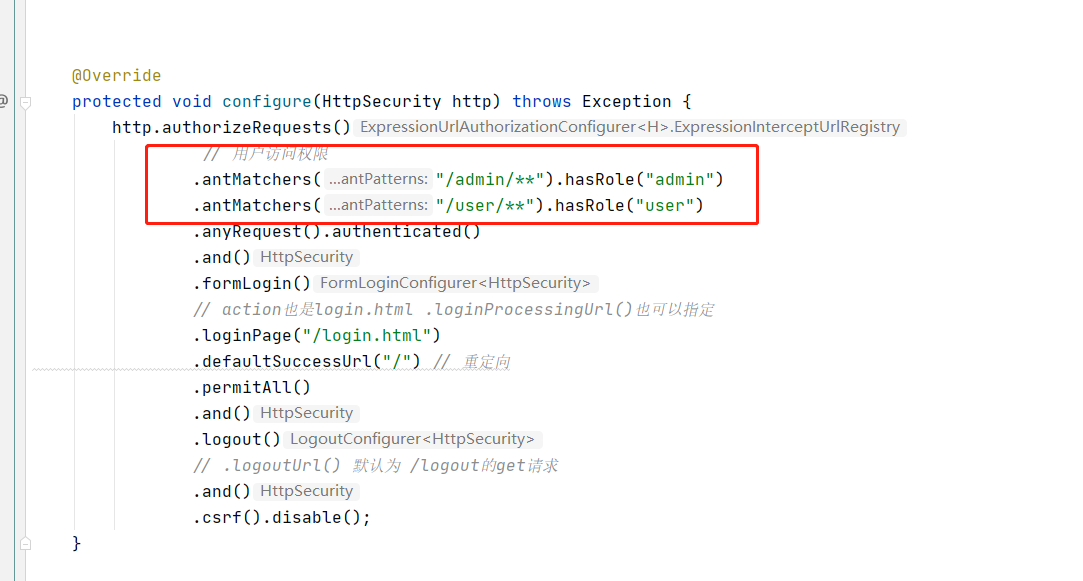 @Override
@ protected void configure(HttpSecurity http) throws Exception {
http.authorizeRequests() ExpressionUrlAuthorizationConfigurer<H>.ExpressionInterceptUrlRegistry
// 用户访问权限
.antMatchers( ...antPatterns: "/admin/**").hasRole("admin")
.antMatchers( ...antPatterns: "/user/**").hasRole("user")
.anyRequest().authenticated()
.and() HttpSecurity
.formLogin() FormLoginConfigurer<HttpSecurity>
// action也是login.html .loginProcessingUrl()也可以指定
.loginPage("/login.html")
.defaultSuccessUrl("/") // 重定向
.permitAll()
.and() HttpSecurity
.logout() LogoutConfigurer<HttpSecurity>
// .logoutUrl() 默认为 /logout的get请求
.and() HttpSecurity
.csrf().disable();
}